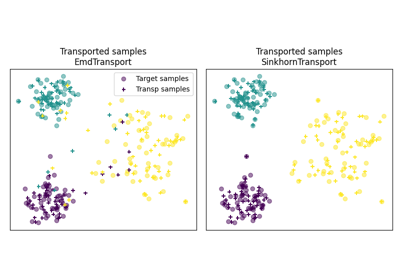 Transported samples
EmdTransport
Target samples
Transp samples
Transported samples
SinkhornTransport